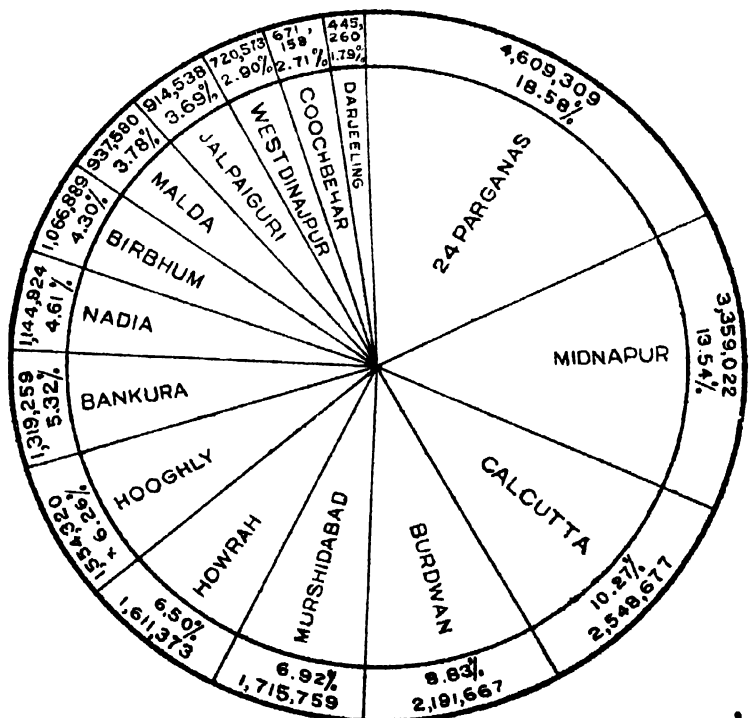 4,609,309
18.58%
24 PARGANAS
3,359,022
13.54%
MIDNAPUR
CALCUTTA
10.27%
2,548,677
BURDWAN
8.83%
2,191,667
MURSHIDABAD
6.92%
1,715,759
HOWRAH
6.50%
1,611,373
HOOGHLY
1,554,320
6.26%
BANKURA
1,319,259
5.32%
NADIA
1,144,924
4.61%
BIRBHUM
1,066,889
4.30%
MALDA
937,580
3.78%
JALPAIGURI
914,538
3.69%
WEST DINAJPUR
720,573
2.90%
COOCHBEHAR
671,
158
2.71%
DARJEELING
445,
260
1.79%